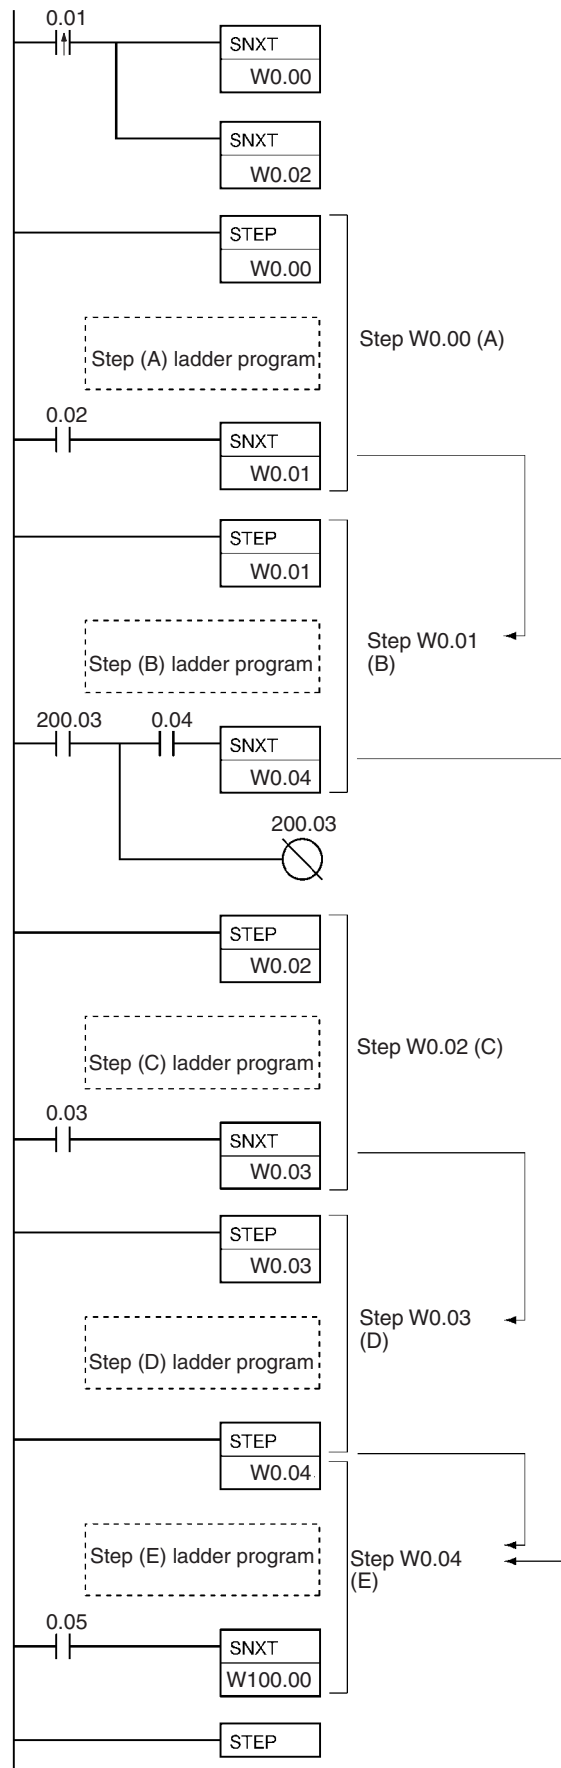 0.01
SNXT
W0.00
SNXT
W0.02
STEP
W0.00
Step W0.00 (A)
Step (A) ladder program
0.02
SNXT
W0.01
STEP
W0.01
Step W0.01
(B)
Step (B) ladder program
200.03
0.04
SNXT
W0.04
200.03
STEP
W0.02
Step W0.02 (C)
Step (C) ladder program
0.03
SNXT
W0.03
STEP
W0.03
Step W0.03
(D)
Step (D) ladder program
STEP
W0.04
Step (E) ladder program
Step W0.04
(E)
0.05
SNXT
W100.00
STEP